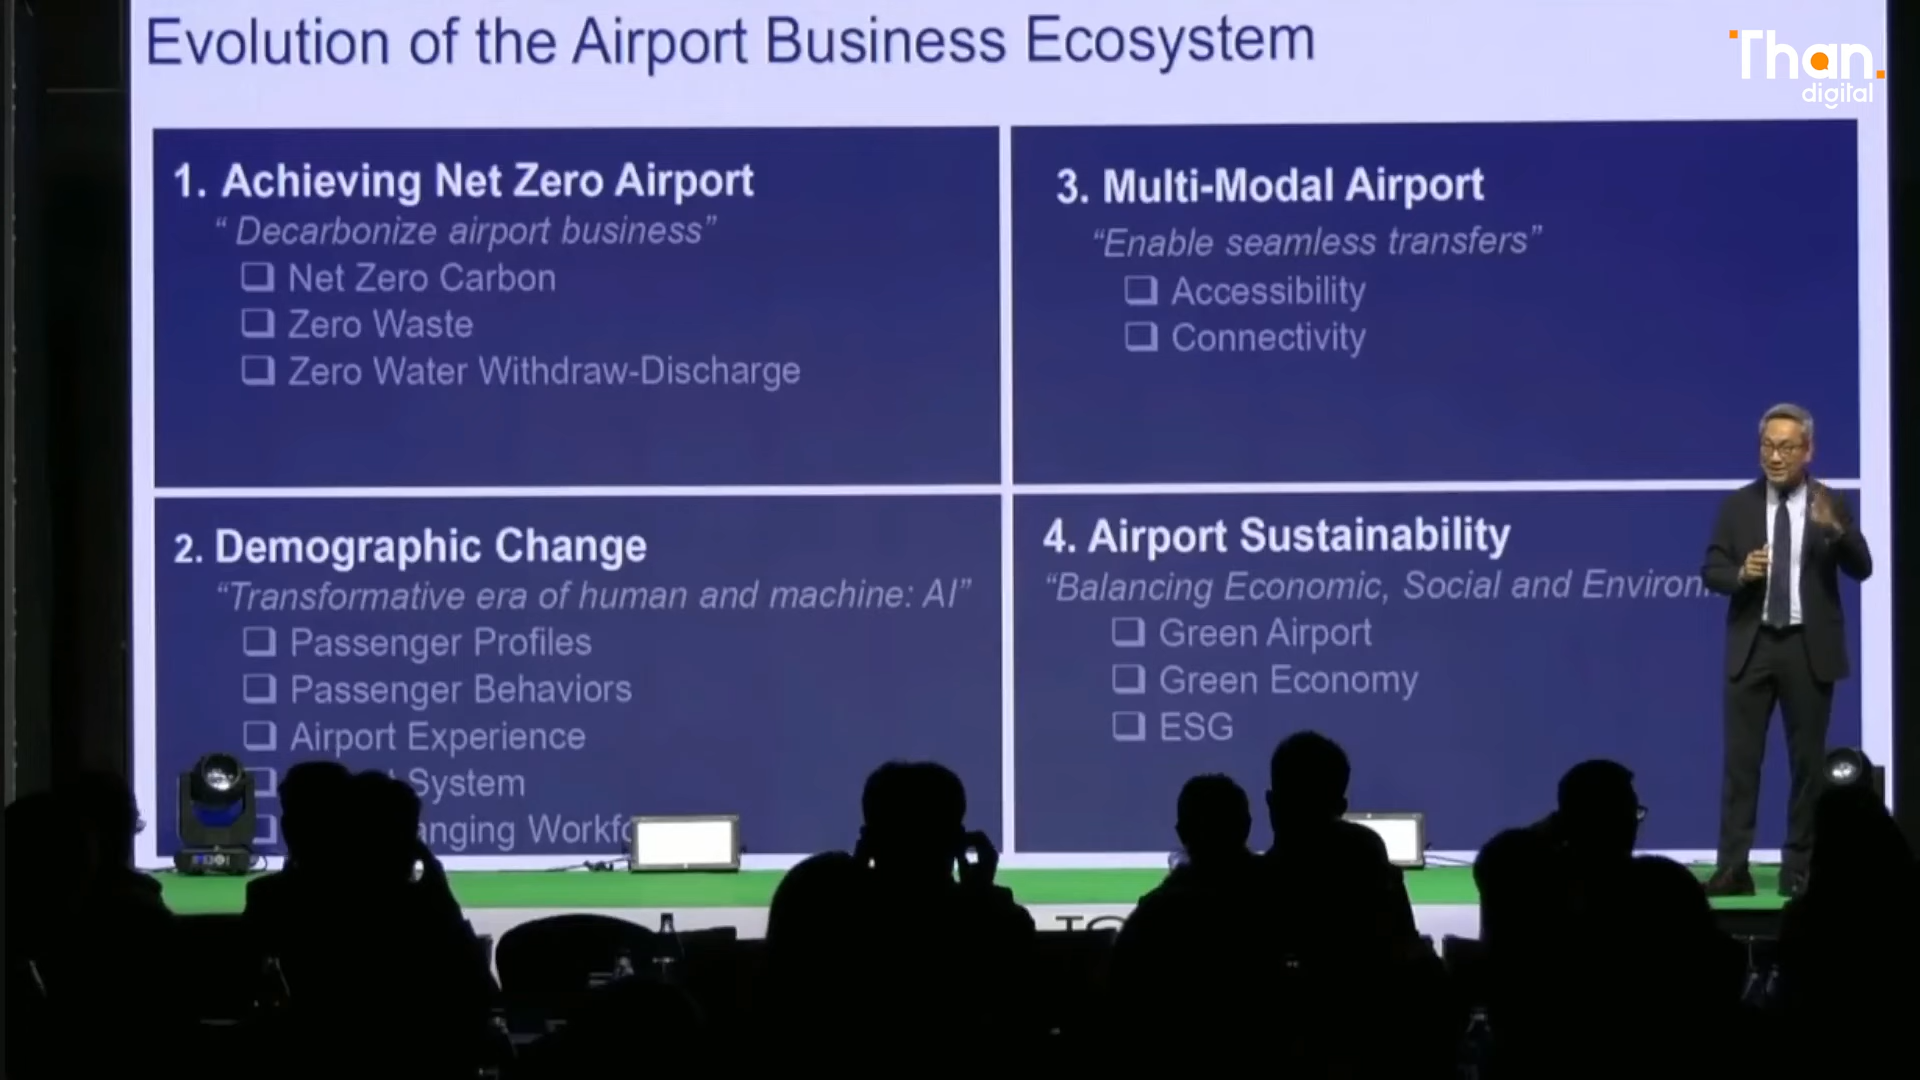 Evolution of the Airport Business Ecosystem
Than.
digital
1. Achieving Net Zero Airport
“ Decarbonize airport business”
❑ Net Zero Carbon
❑ Zero Waste
❑ Zero Water Withdraw-Discharge
2. Demographic Change
“Transformative era of human and machine: AI”
❑ Passenger Profiles
❑ Passenger Behaviors
❑ Airport Experience
❑ System
❑
3. Multi-Modal Airport
“Enable seamless transfers”
❑ Accessibility
❑ Connectivity
4. Airport Sustainability
“Balancing Economic, Social and
❑ Green Airport
❑ Green Economy
❑ ESG